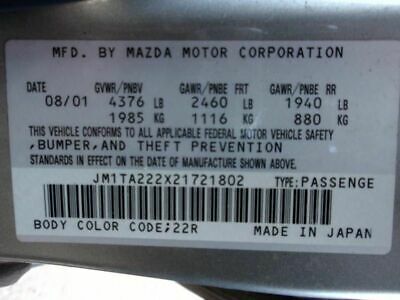 MFD. BY MAZDA MOTOR CORPORATION
DATE GVWR/PNBV GAWR/PNBE FRT GAWR/PNBE RR
08/01 4376 LB 2460 LB 1940 LB
1985 KG 1116 KG 880 KG
THIS VEHICLE CONFORMS TO ALL APPLICABLE FEDERAL MOTOR VEHICLE SAFETY
,BUMPER,AND THEFT PREVENTION
STANDARDS IN EFFECT ON THE DATE OF MANUFACTURE SHOWN ABOVE.
JM1TA222X21721802 TYPE:PASSENGE
BODY COLOR CODE;22R MADE IN JAPAN